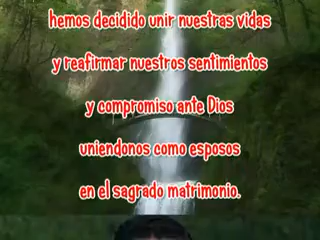 hemos decidido unir nuestras vidas
y reafirmar nuestros sentimientos
y compromiso ante Dios
uniendonos como esposos
en el sagrado matrimonio.